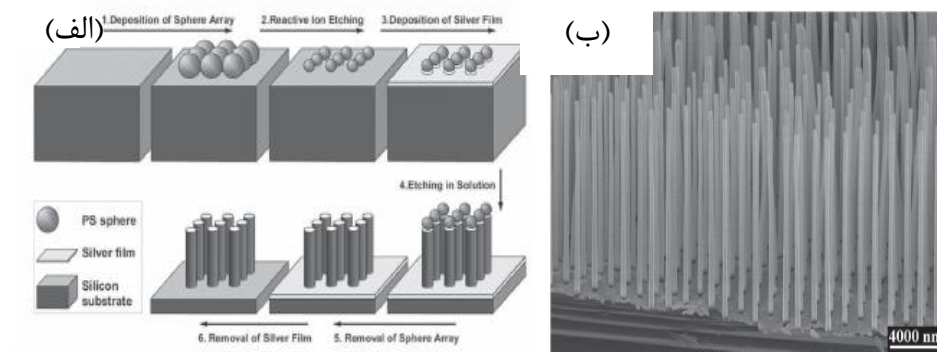 (الف)
1.Deposition of Sphere Array
2.Reactive Ion Etching
3.Deposition of Silver Film
(ب)
4.Etching in Solution
PS sphere
Silver film
Silicon
substrate
6. Removal of Silver Film
5. Removal of Sphere Array
4000 nm